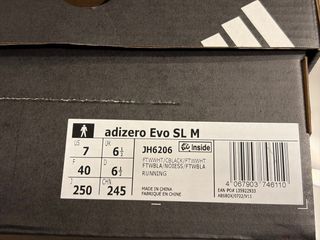 adizero Evo SL M
US 7 UK 6½
F 40 D 6½
J 250 CHN 245
JH6206
Inside
FTWWHT/CBLACK/FTWWHT
FTWBLA/NOIESS/FTWBLA
RUNNING
MADE IN CHINA
FABRIQUÉ EN CHINE
4 067903 746110